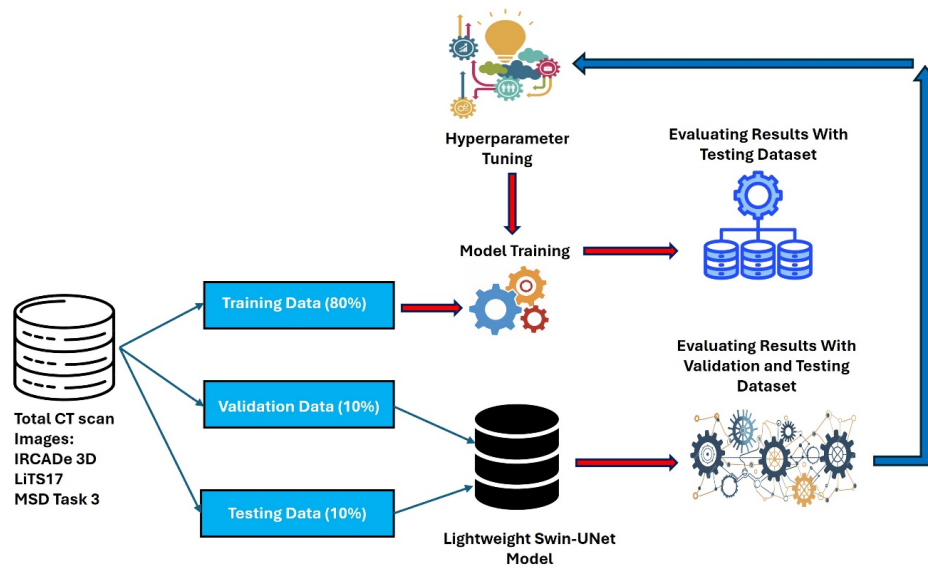 Hyperparameter
Tuning
Evaluating Results With
Testing Dataset
Model Training
Training Data (80%)
Evaluating Results With
Validation and Testing
Dataset
Validation Data (10%)
Total CT scan
Images:
IRCADe 3D
LiTS17
MSD Task 3
Testing Data (10%)
Lightweight Swin-UNet
Model